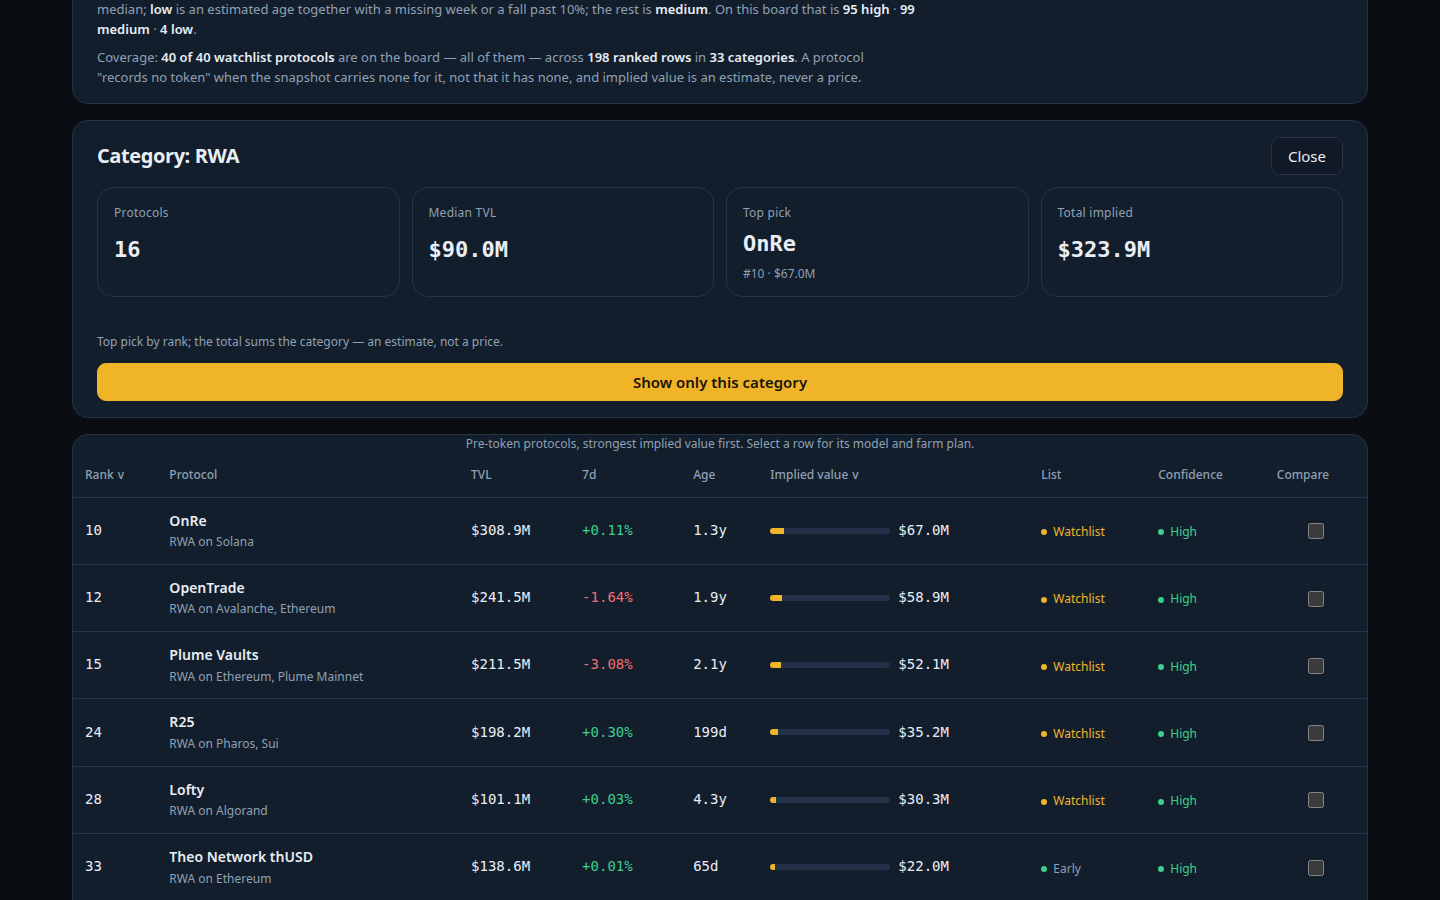 median; low is an estimated age together with a missing week or a fall past 10%; the rest is medium. On this board that is 95 high · 99
medium · 4 low.
Coverage: 40 of 40 watchlist protocols are on the board — all of them — across 198 ranked rows in 33 categories. A protocol
"records no token" when the snapshot carries none for it, not that it has none, and implied value is an estimate, never a price.
Category: RWA
Close
Protocols
16
Median TVL
$90.0M
Top pick
OnRe
#10 · $67.0M
Total implied
$323.9M
Top pick by rank; the total sums the category — an estimate, not a price.
Show only this category
Pre-token protocols, strongest implied value first. Select a row for its model and farm plan.
Rank v Protocol TVL 7d Age Implied value v List Confidence Compare
10 OnRe $308.9M +0.11% 1.3y $67.0M Watchlist High
RWA on Solana
12 OpenTrade $241.5M -1.64% 1.9y $58.9M Watchlist High
RWA on Avalanche, Ethereum
15 Plume Vaults $211.5M -3.08% 2.1y $52.1M Watchlist High
RWA on Ethereum, Plume Mainnet
24 R25 $198.2M +0.30% 199d $35.2M Watchlist High
RWA on Pharos, Sui
28 Lofty $101.1M +0.03% 4.3y $30.3M Watchlist High
RWA on Algorand
33 Theo Network thUSD $138.6M +0.01% 65d $22.0M Early High
RWA on Ethereum